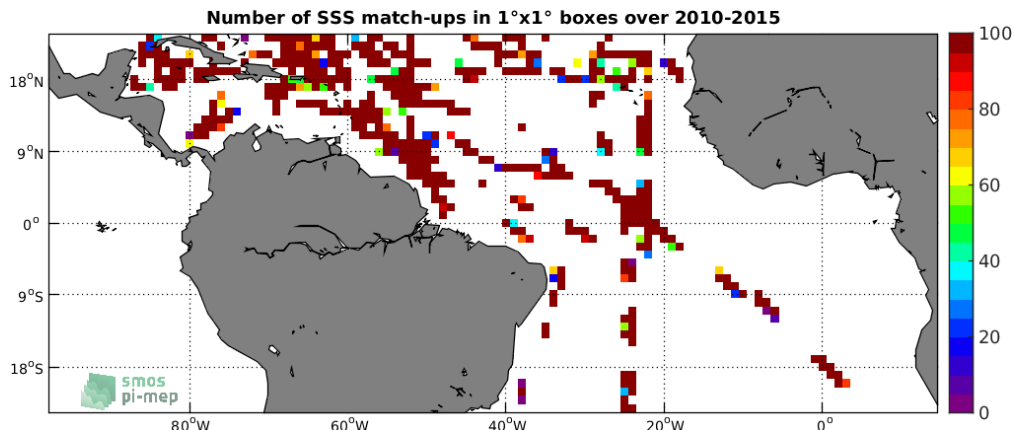 Number of SSS match-ups in 1°x1° boxes over 2010-2015
100
80
60
40
20
0
18°N
9°N
0°
9°S
18°S
80°W
60°W
40°W
20°W
0°
smos
pi-mep